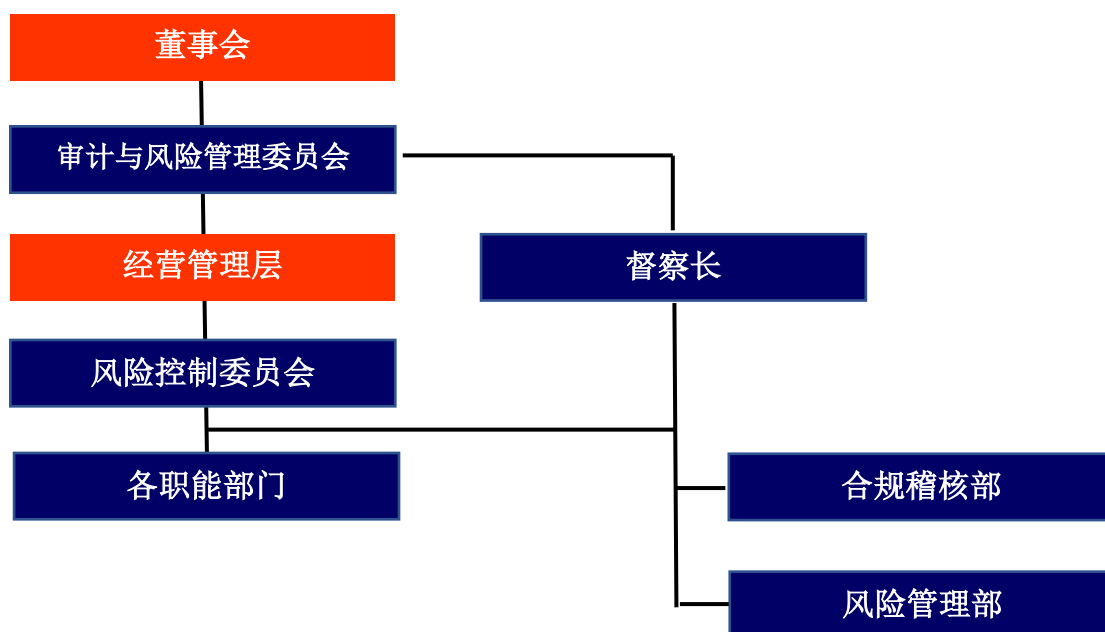 董事会
审计与风险管理委员会
经营管理层
督察长
风险控制委员会
各职能部门
合规稽核部
风险管理部